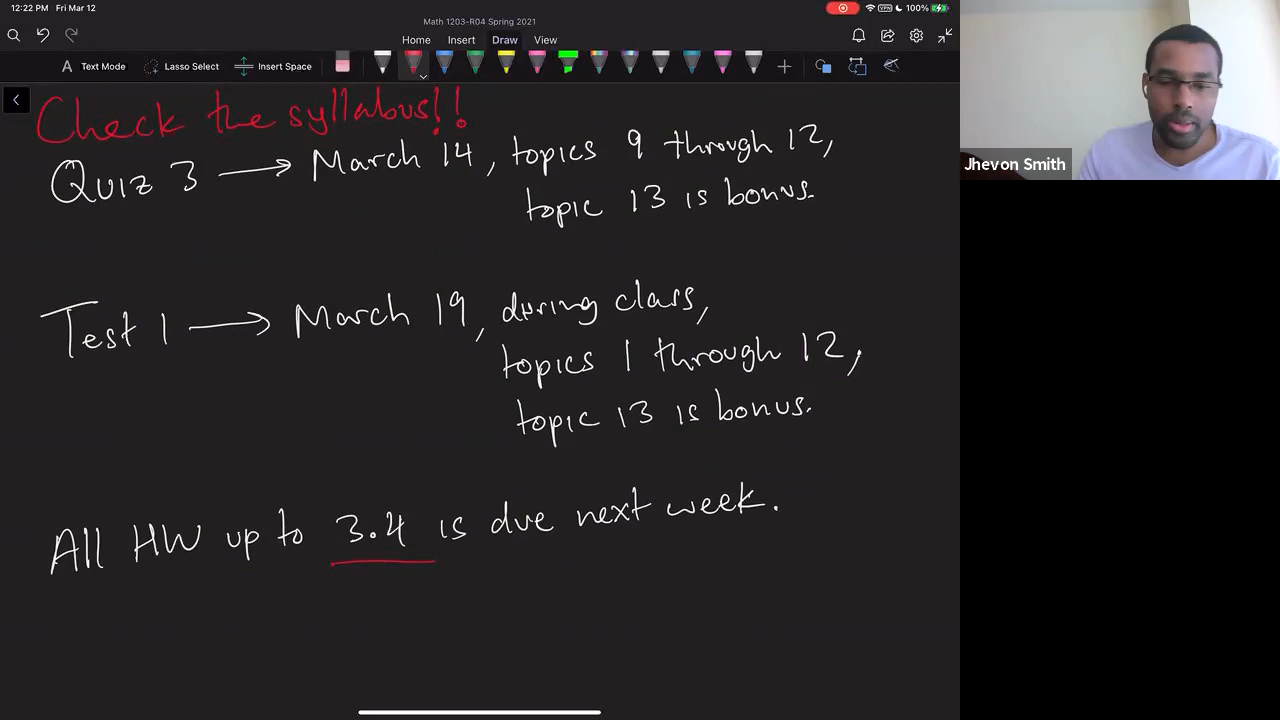 12:22 PM Fri Mar 12
VPN 100%
Math 1203-R04 Spring 2021
Home Insert Draw View
Text Mode Lasso Select Insert Space
Check the syllabus!!
Quiz 3 → March 14, topics 9 through 12,
topic 13 is bonus.
Jhevon Smith
Test 1 → March 19, during class,
topics 1 through 12,
topic 13 is bonus.
All HW up to 3.4 is due next week.